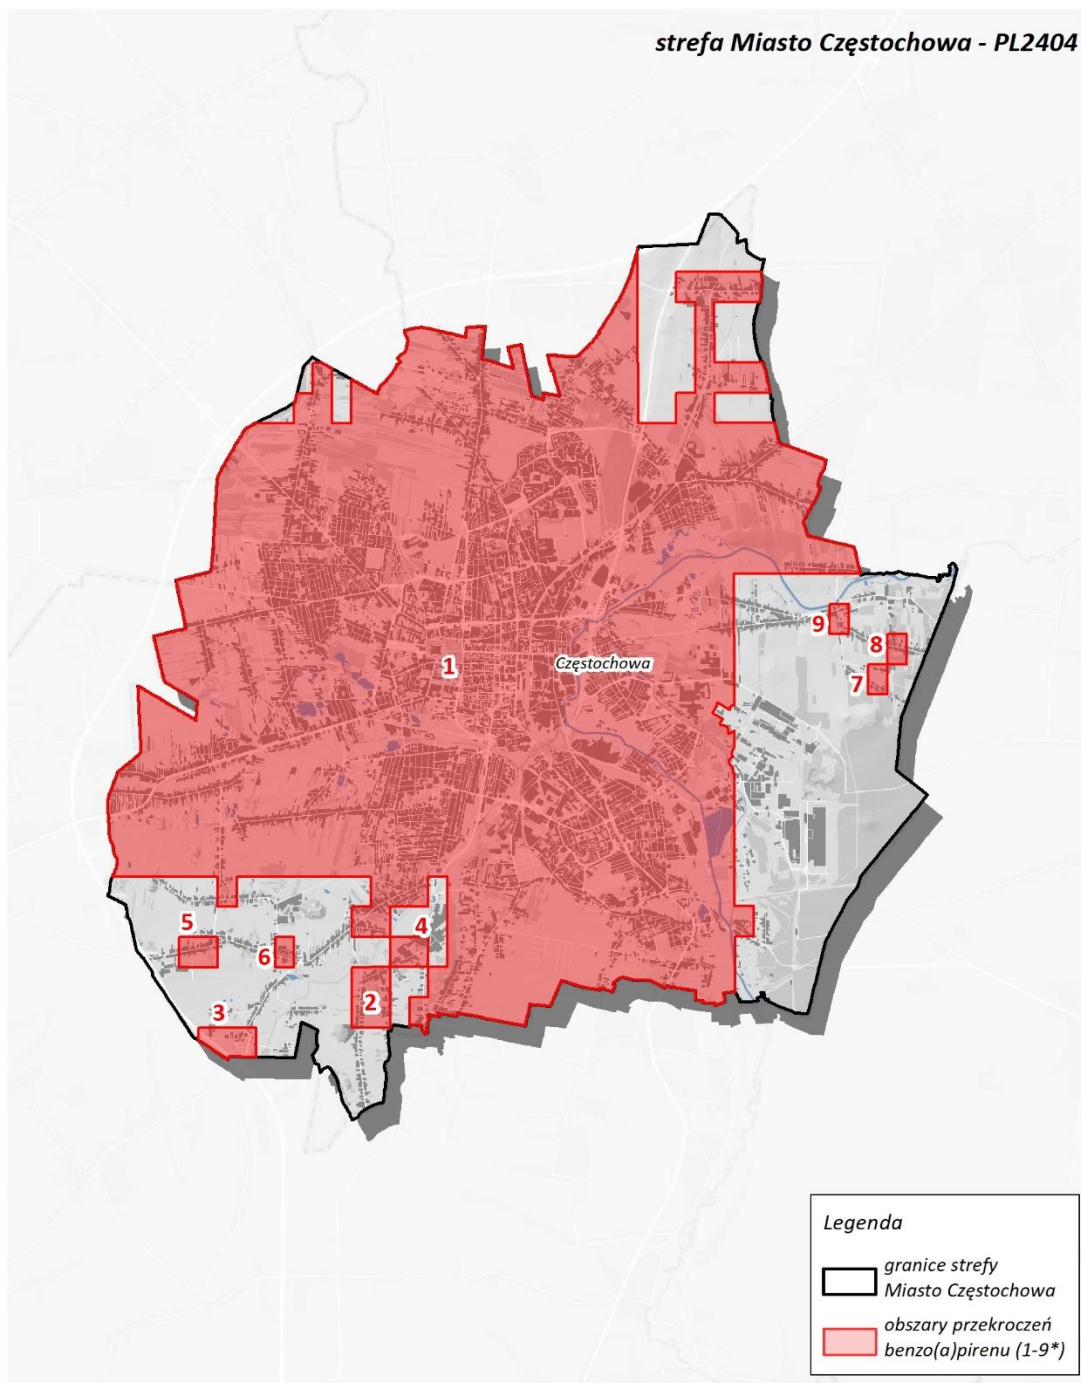 strefa Miasto Częstochowa - PL2404
9
8
1
Częstochowa
7
5
4
6
2
3
Legenda
granice strefy
Miasto Częstochowa
obszary przekroczeń
benzo(a)pirenu (1-9*)